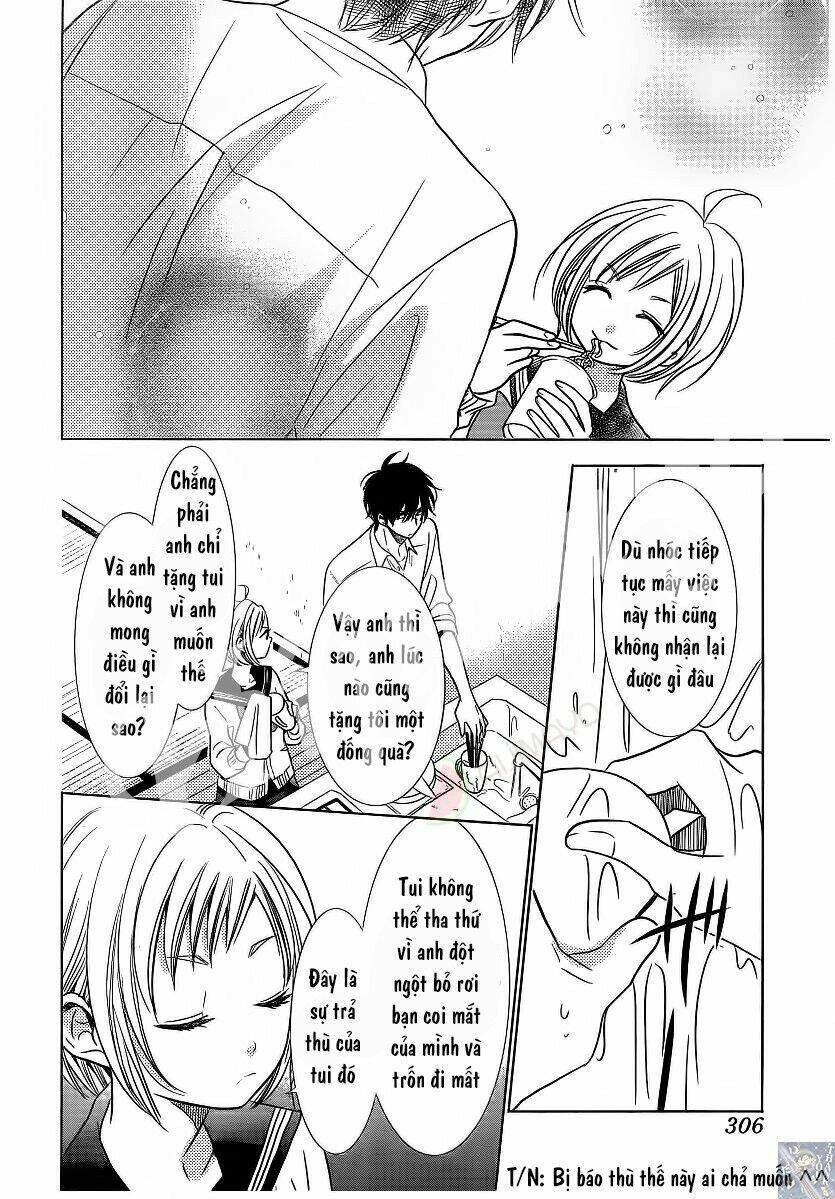 Dù nhóc tiếp
tục mấy việc
này thì cũng
không nhận lại
được gì đâu
Vậy anh thì
sao, anh lúc
nào cũng
tặng tôi một
đống quà?
Chẳng
phải
anh chỉ
tặng tui
vì anh
muốn
thế
Và anh
không
mong
điều gì
đổi lại
sao?
Tui không
thể tha thứ
vì anh đột
ngột bỏ rơi
bạn coi mắt
của mình và
trốn đi mất
Đây là
sự trả
thù của
tui đó
306
T/N: Bị báo thù thế này ai chả muốn ^^